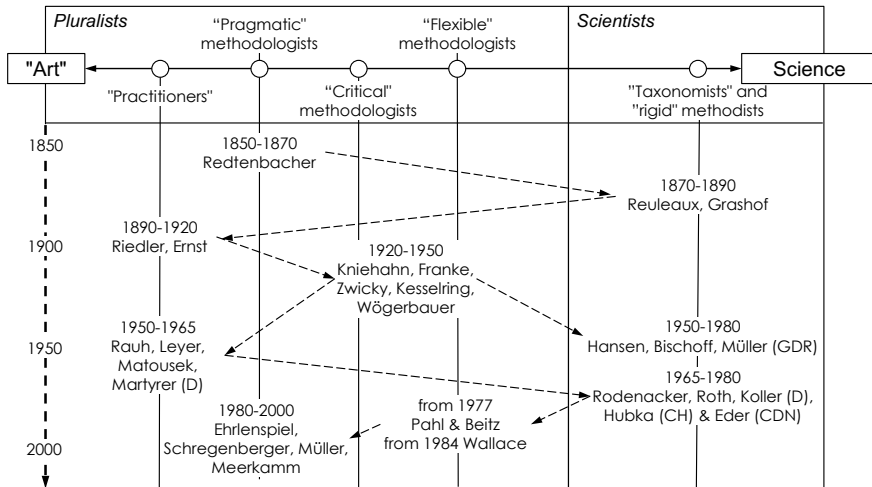 Pluralists
"Pragmatic"
methodologists
"Flexible"
methodologists
Scientists
"Art"
Science
"Practitioners"
"Critical"
methodologists
"Taxonomists" and
"rigid" methodists
1850
1850-1870
Redtenbacher
1870-1890
Reuleaux, Grashof
1890-1920
Riedler, Ernst
1900
1920-1950
Kniehahn, Franke,
Zwicky, Kesselring,
Wögerbauer
1950-1965
Rauh, Leyer,
Matousek,
Martyrer (D)
1950
1950-1980
Hansen, Bischoff, Müller (GDR)
1965-1980
Rodenacker, Roth, Koller (D),
Hubka (CH) & Eder (CDN)
1980-2000
Ehrlenspiel,
Schregenberger, Müller,
Meerkamm
from 1977
Pahl & Beitz
from 1984 Wallace
2000